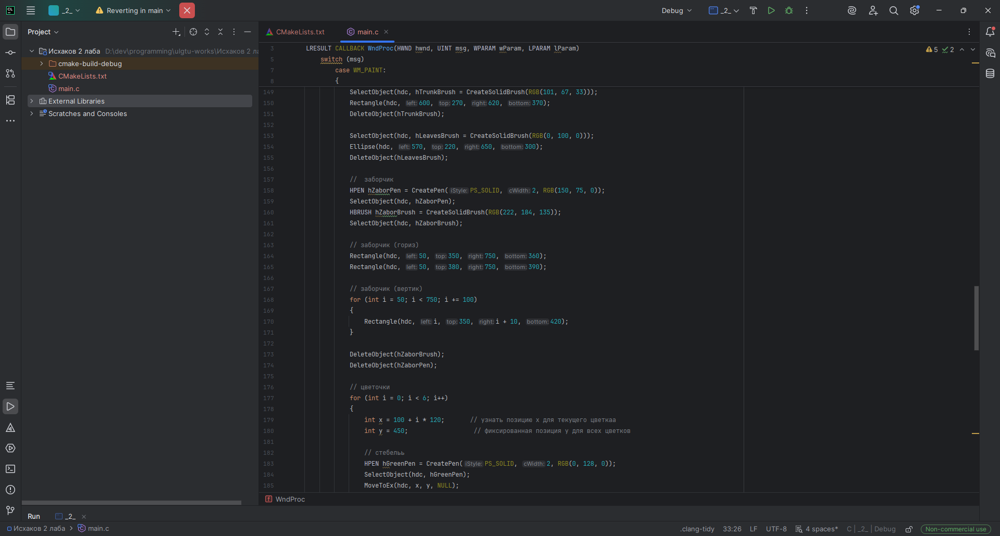 CL
_2_
Reverting in main
Debug
_2_
Project
CMakeLists.txt
main.c
Исхаков 2 лаба D:\dev\programming\ulgtu-works\Исхаков 2 ла
cmake-build-debug
CMakeLists.txt
main.c
External Libraries
Scratches and Consoles
5 2
3 LRESULT CALLBACK WndProc(HWND hwnd, UINT msg, WPARAM wParam, LPARAM lParam)
5 switch (msg)
7 case WM_PAINT:
8 {
149 SelectObject(hdc, hTrunkBrush = CreateSolidBrush(RGB(101, 67, 33)));
150 Rectangle(hdc, left: 600, top: 270, right: 620, bottom: 370);
151 DeleteObject(hTrunkBrush);
152
153 SelectObject(hdc, hLeavesBrush = CreateSolidBrush(RGB(0, 100, 0)));
154 Ellipse(hdc, left: 570, top: 220, right: 650, bottom: 300);
155 DeleteObject(hLeavesBrush);
156
157 //  заборчик
158 HPEN hZaborPen = CreatePen( iStyle: PS_SOLID, cWidth: 2, RGB(150, 75, 0));
159 SelectObject(hdc, hZaborPen);
160 HBRUSH hZaborBrush = CreateSolidBrush(RGB(222, 184, 135));
161 SelectObject(hdc, hZaborBrush);
162
163 // заборчик (гориз)
164 Rectangle(hdc, left: 50, top: 350, right: 750, bottom: 360);
165 Rectangle(hdc, left: 50, top: 380, right: 750, bottom: 390);
166
167 // заборчик (вертик)
168 for (int i = 50; i < 750; i += 100)
169 {
170 Rectangle(hdc, left: i, top: 350, right: i + 10, bottom: 420);
171 }
172
173 DeleteObject(hZaborBrush);
174 DeleteObject(hZaborPen);
175
176 // цветочки
177 for (int i = 0; i < 6; i++)
178 {
179 int x = 100 + i * 120; // узнать позицию x для текущего цветкаа
180 int y = 450; // фиксированная позиция y для всех цветков
181
182 // стебельь
183 HPEN hGreenPen = CreatePen( iStyle: PS_SOLID, cWidth: 2, RGB(0, 128, 0));
184 SelectObject(hdc, hGreenPen);
185 MoveToEx(hdc, x, y, NULL);
f WndProc
Run _2_
Исхаков 2 лаба > main.c
.clang-tidy 33:26 LF UTF-8 4 spaces* C | _2_ | Debug Non-commercial use